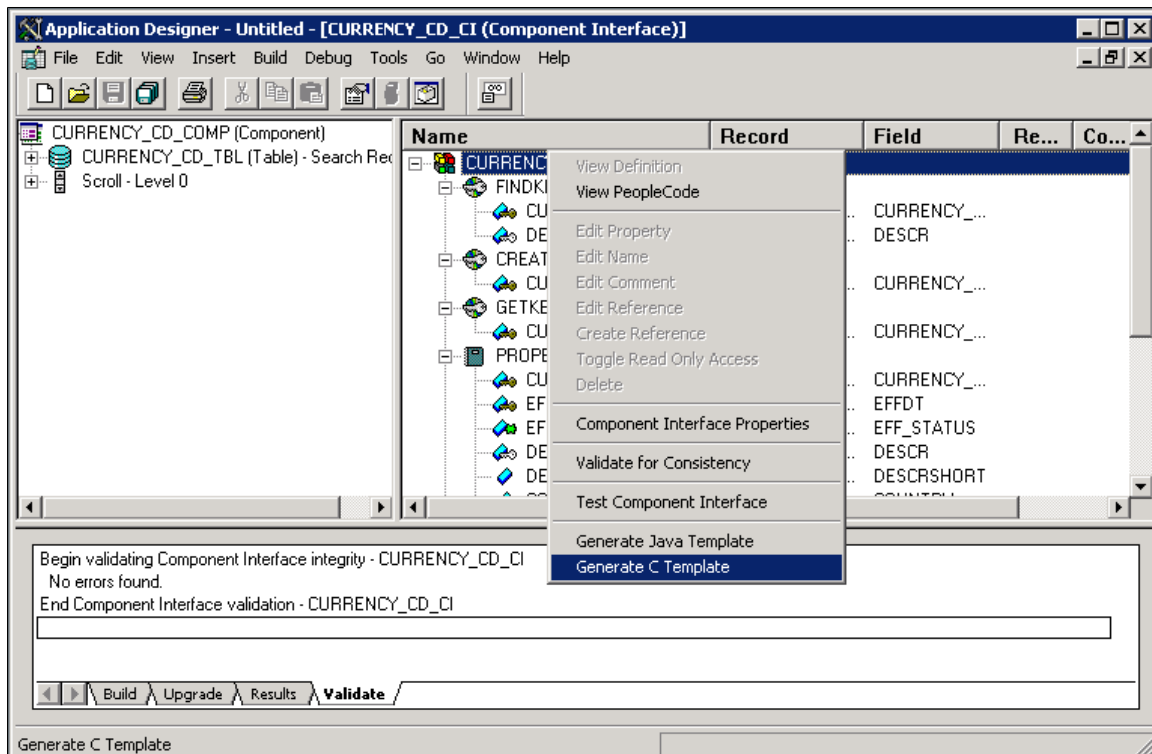 Application Designer - Untitled - [CURRENCY_CD_CI (Component Interface)]
File Edit View Insert Build Debug Tools Go Window Help
CURRENCY_CD_COMP (Component)
CURRENCY_CD_TBL (Table) - Search Rec
Scroll - Level 0
Name Record Field Re... Co...
CURRENC
FINDKE
CU .. CURRENCY_...
DE .. DESCR
CREAT
CU .. CURRENCY_...
GETKE
CU .. CURRENCY_...
PROPE
CU .. CURRENCY_...
EF .. EFFDT
EF .. EFF_STATUS
DE .. DESCR
DE .. DESCRSHORT
View Definition
View PeopleCode
Edit Property
Edit Name
Edit Comment
Edit Reference
Create Reference
Toggle Read Only Access
Delete
Component Interface Properties
Validate for Consistency
Test Component Interface
Generate Java Template
Generate C Template
Begin validating Component Interface integrity - CURRENCY_CD_CI
No errors found.
End Component Interface validation - CURRENCY_CD_CI
Build Upgrade Results Validate
Generate C Template